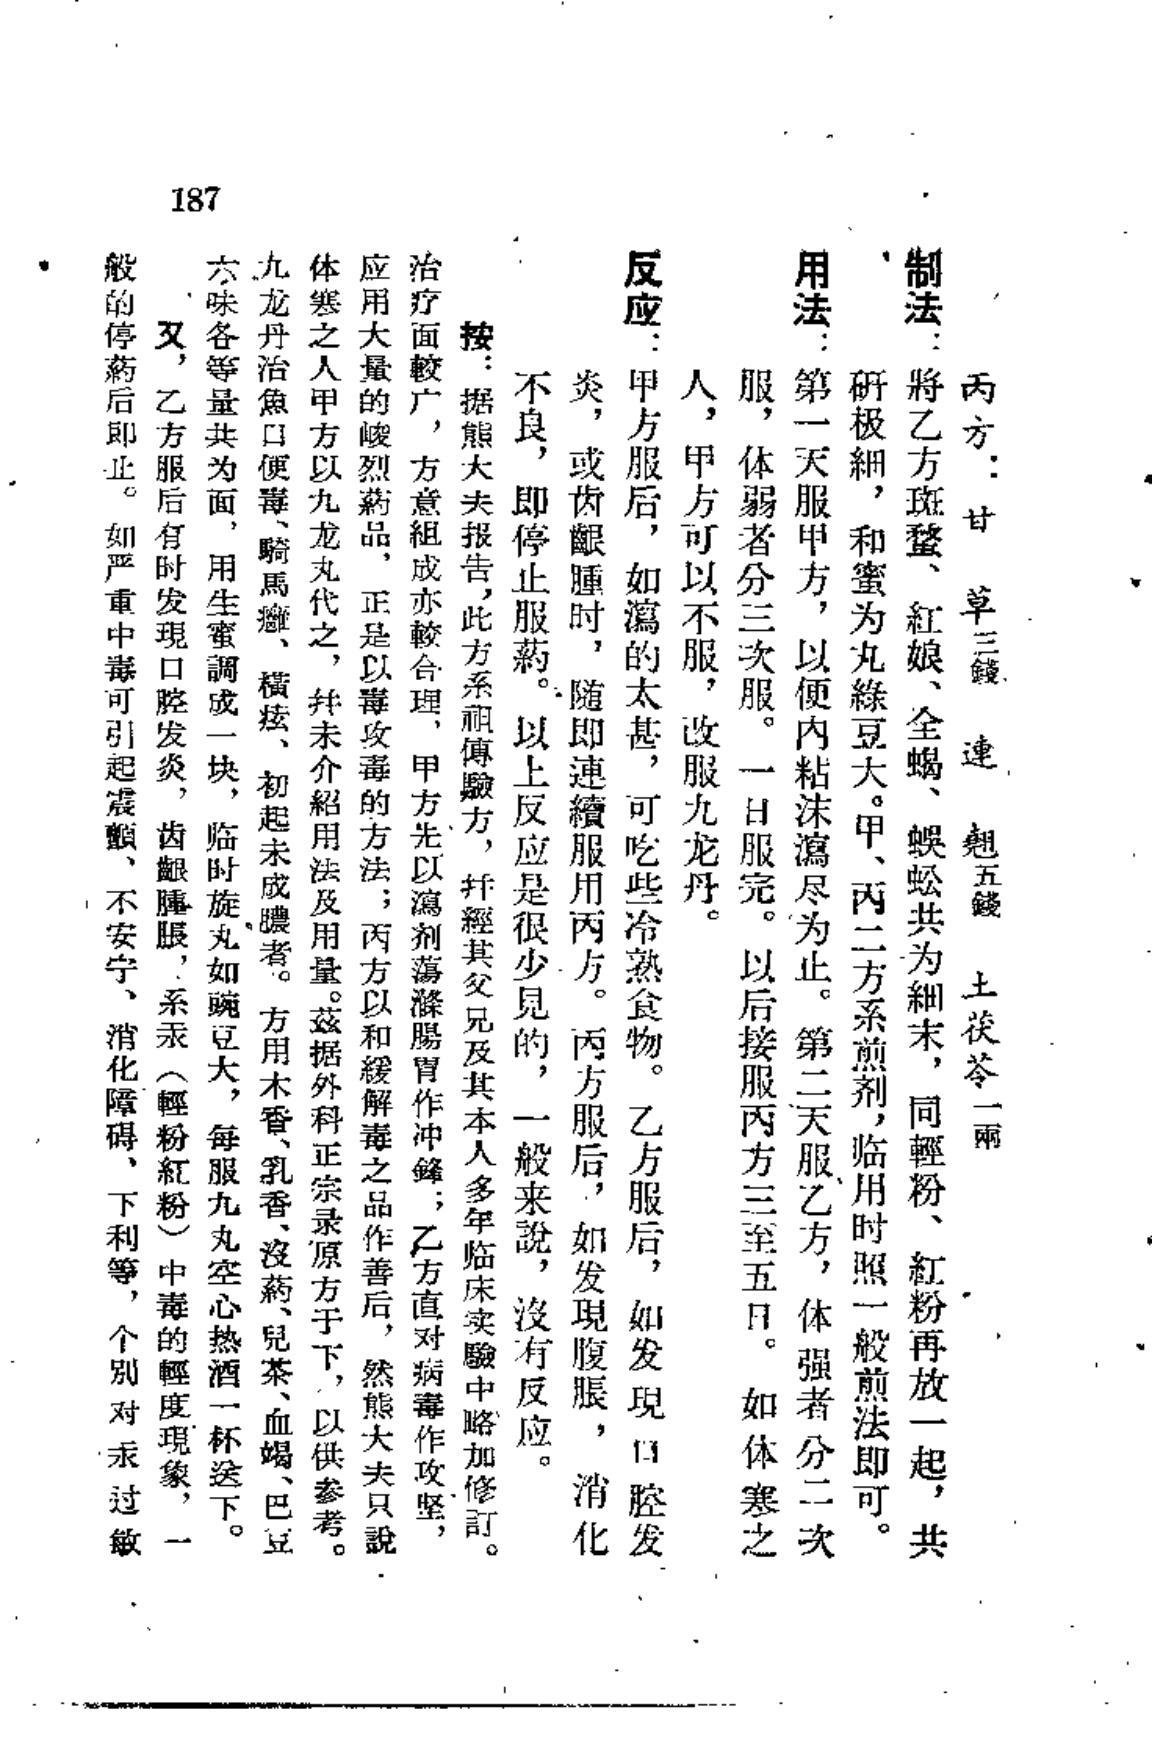 丙方：甘　草三錢　連　翹五錢　土茯苓一兩
制法：將乙方斑蝥、紅娘、全蝎、蜈蚣共为細末，同輕粉、紅粉再放一起，共
研极細，和蜜为丸綠豆大。甲、丙二方系煎剂，临用时照一般煎法即可。
用法：第一天服甲方，以便內粘沫瀉尽为止。第二天服乙方，体强者分二次
服，体弱者分三次服。一日服完。以后接服丙方三至五日。如体寒之
人，甲方可以不服，改服九龙丹。
反应：甲方服后，如瀉的太甚，可吃些冷熟食物。乙方服后，如发現口腔发
炎，或齿齦腫时，随即連續服用丙方。丙方服后，如发現腹脹，消化
不良，即停止服葯。以上反应是很少見的，一般来說，沒有反应。
按：据熊大夫报告，此方系祖傳驗方，幷經其父兄及其本人多年临床实驗中略加修訂。
治疗面較广，方意組成亦較合理，甲方先以瀉剂蕩滌腸胃作冲鋒；乙方直对病毒作攻坚，
应用大量的峻烈葯品，正是以毒攻毒的方法；丙方以和緩解毒之品作善后，然熊大夫只說
体寒之人甲方以九龙丸代之，幷未介紹用法及用量。茲据外科正宗录原方于下，以供参考。
九龙丹治魚口便毒、騎馬癰、橫痃、初起未成膿者。方用木香、乳香、沒葯、兒茶、血竭、巴豆
六味各等量共为面，用生蜜調成一块，临时旋丸如豌豆大，每服九丸空心热酒一杯送下。
又，乙方服后有时发現口腔发炎，齿齦腫脹，系汞（輕粉紅粉）中毒的輕度現象，一
般的停葯后即止。如严重中毒可引起震顫、不安宁、消化障碍、下利等，个別对汞过敏
187